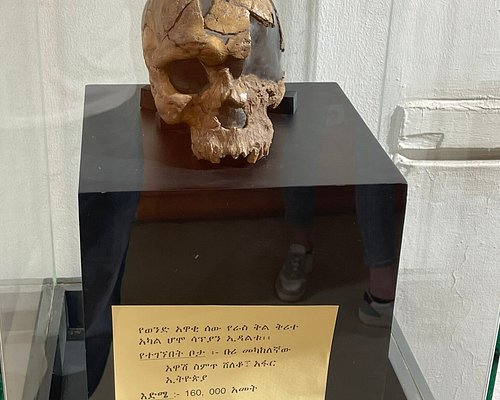 የወንድ አዋቂ ሰው የራስ ቅል ቅሪተ
አካል ሆሞ ሳፒያን ኢዳልቱ፡፡
የተገኘበት ቦታ ፡- ቡሪ መካከለኛው
አዋሽ ስምጥ ሸለቆ፣ አፋር
ኢትዮጵያ
እድሜ :- 160, 000 አመት